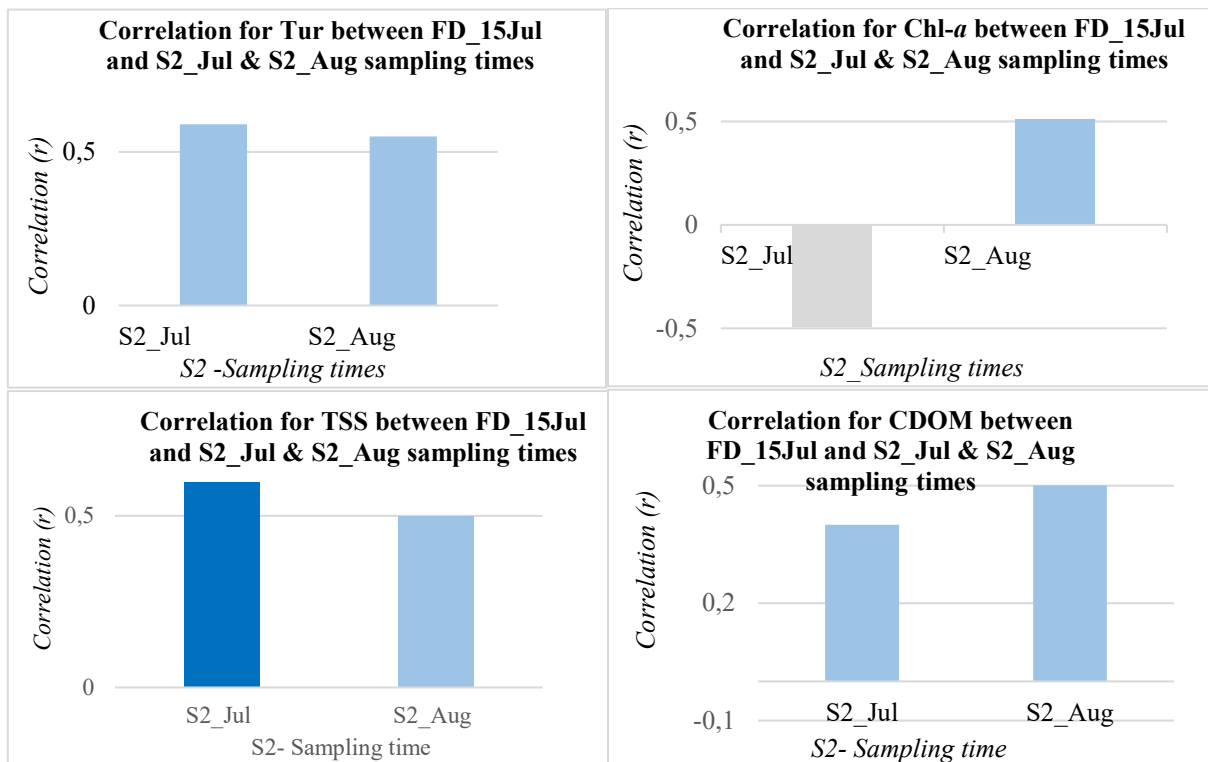 Correlation for Tur between FD_15Jul
and S2_Jul & S2_Aug sampling times
Correlation (r)
0,5
0
S2_Jul
S2_Aug
S2 -Sampling times
Correlation for Chl-a between FD_15Jul
and S2_Jul & S2_Aug sampling times
Correlation (r)
0,5
0
-0,5
S2_Jul
S2_Aug
S2_Sampling times
Correlation for TSS between FD_15Jul
and S2_Jul & S2_Aug sampling times
Correlation (r)
0,5
0
S2_Jul
S2_Aug
S2- Sampling time
Correlation for CDOM between
FD_15Jul and S2_Jul & S2_Aug
sampling times
Correlation (r)
0,5
0,2
-0,1
S2_Jul
S2_Aug
S2- Sampling time